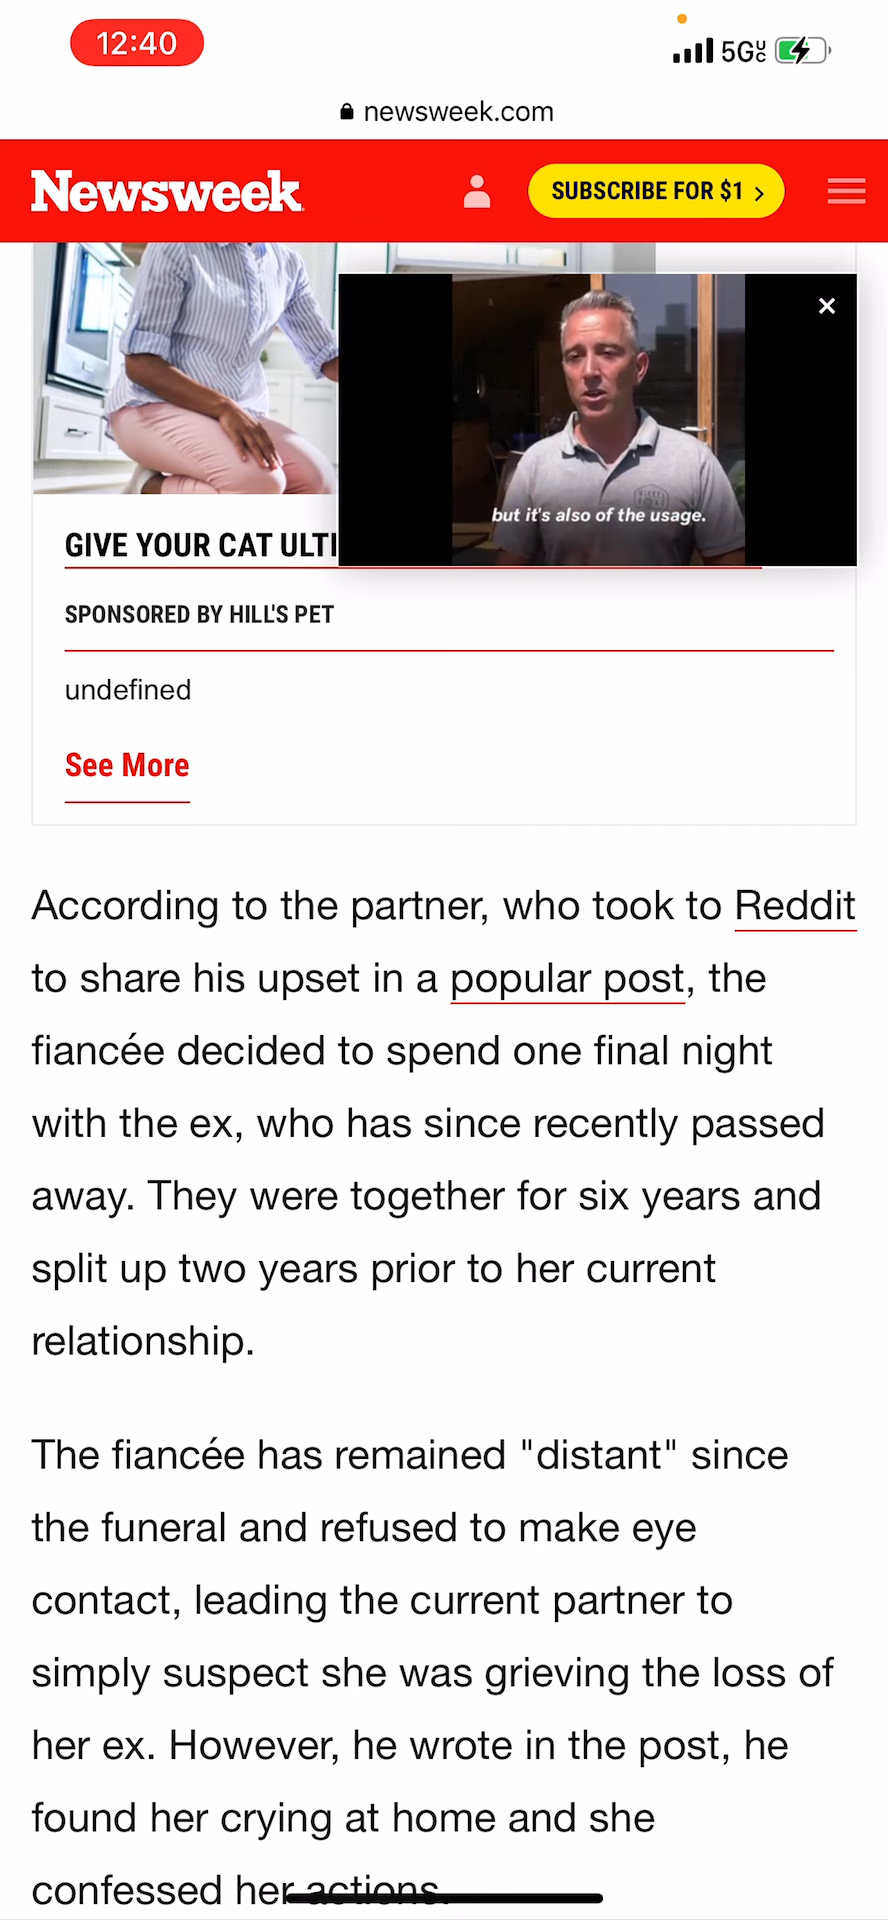 12:40
5GUC
newsweek.com
Newsweek
SUBSCRIBE FOR $1 >
but it's also of the usage.
GIVE YOUR CAT ULTI
SPONSORED BY HILL'S PET
undefined
See More
According to the partner, who took to Reddit
to share his upset in a popular post, the
fiancée decided to spend one final night
with the ex, who has since recently passed
away. They were together for six years and
split up two years prior to her current
relationship.
The fiancée has remained "distant" since
the funeral and refused to make eye
contact, leading the current partner to
simply suspect she was grieving the loss of
her ex. However, he wrote in the post, he
found her crying at home and she
confessed her actions.